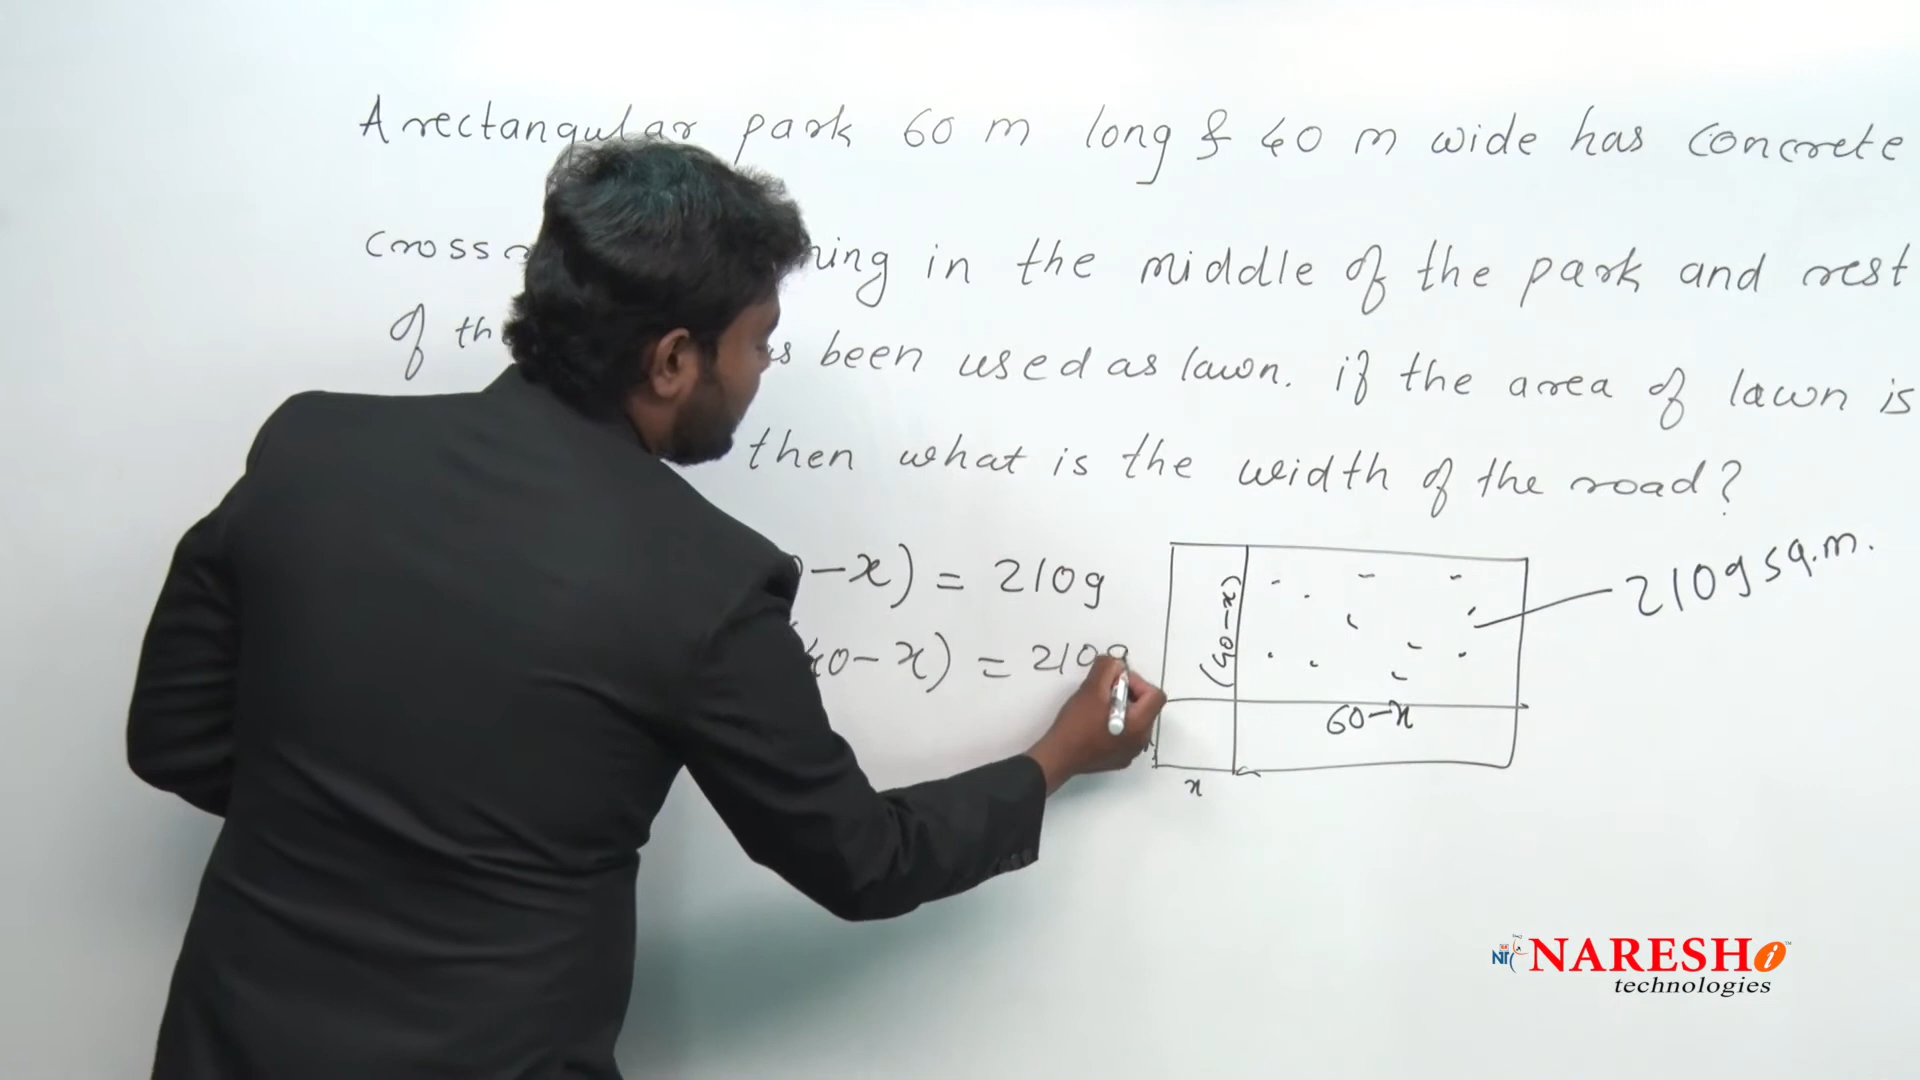 A rectangular park 60 m long & 40 m wide has concrete
cross in the middle of the park and rest
of been used as lawn. if the area of lawn is
then what is the width of the road?
-x) = 2109
40-x) = 2109
(40-x)
60-x
x
2109 sq.m.
NARESH i
technologies